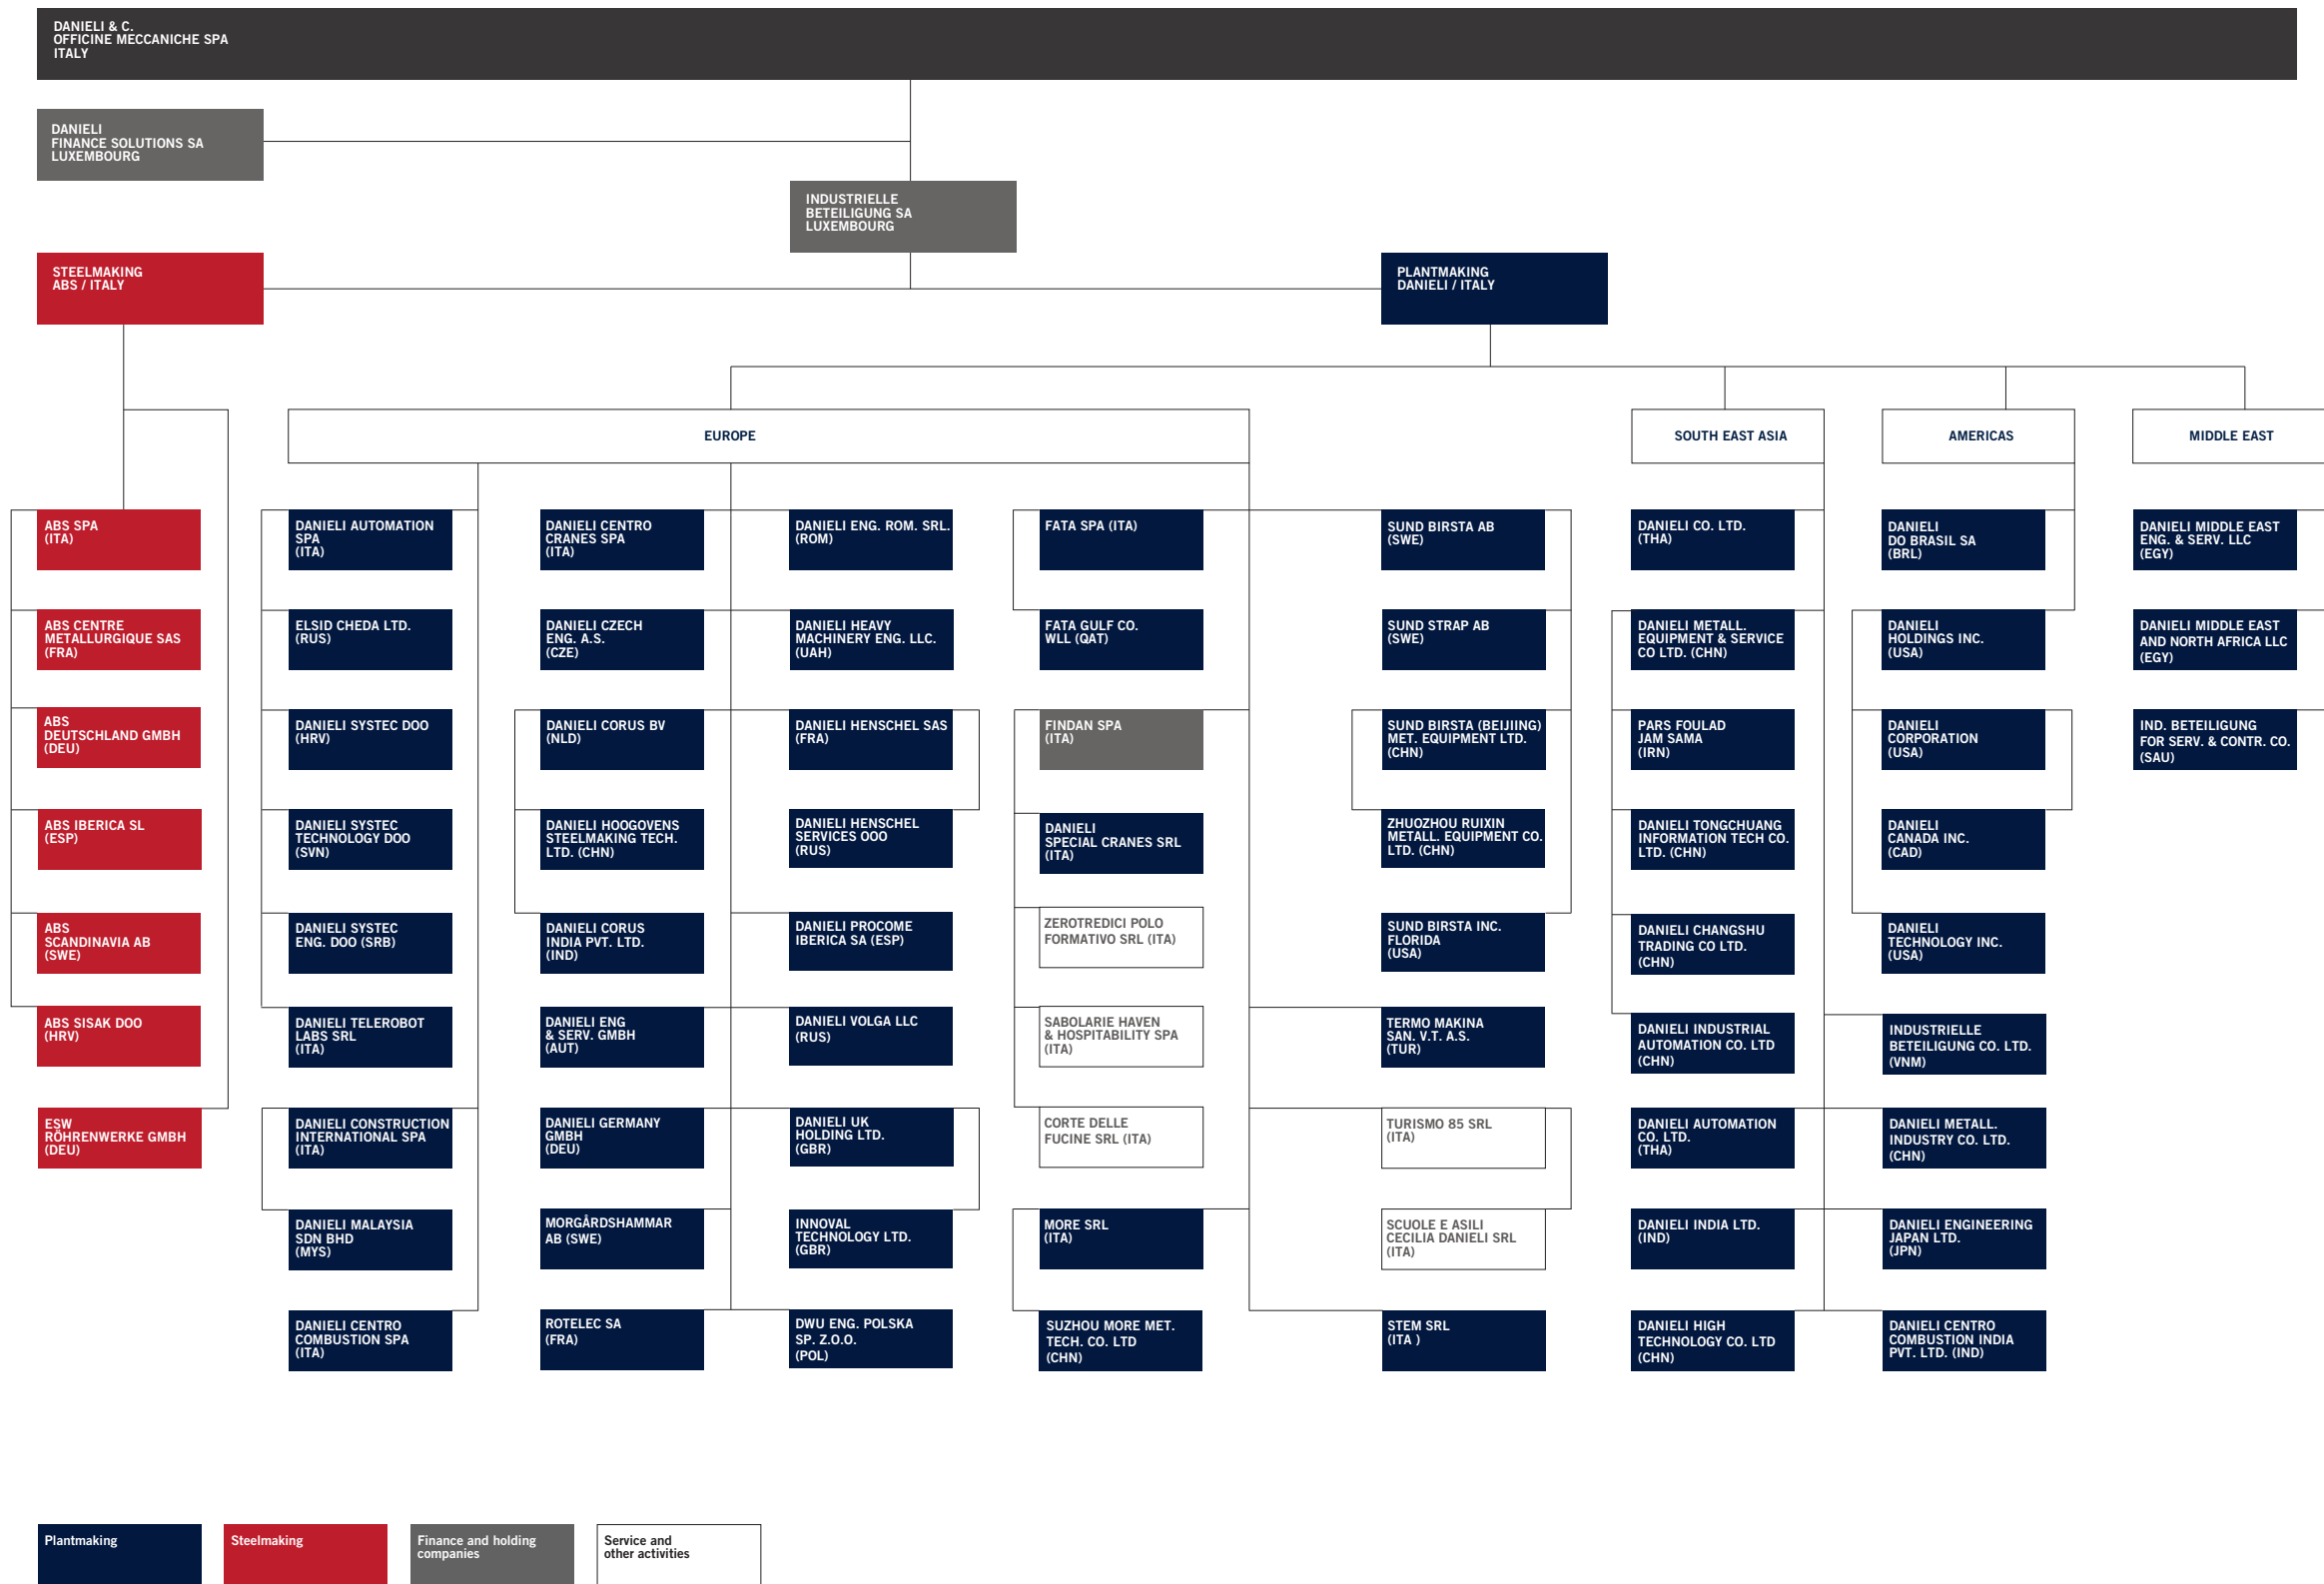 DANIELI & C.
OFFICINE MECCANICHE SPA
ITALY
DANIELI
FINANCE SOLUTIONS SA
LUXEMBOURG
INDUSTRIELLE
BETEILIGUNG SA
LUXEMBOURG
STEELMAKING
ABS / ITALY
PLANTMAKING
DANIELI / ITALY
EUROPE
SOUTH EAST ASIA
AMERICAS
MIDDLE EAST
ABS SPA
(ITA)
ABS CENTRE
METALLURGIQUE SAS
(FRA)
ABS
DEUTSCHLAND GMBH
(DEU)
ABS IBERICA SL
(ESP)
ABS
SCANDINAVIA AB
(SWE)
ABS SISAK DOO
(HRV)
ESW
RÖHRENWERKE GMBH
(DEU)
DANIELI AUTOMATION
SPA
(ITA)
ELSID CHEDA LTD.
(RUS)
DANIELI SYSTEC DOO
(HRV)
DANIELI SYSTEC
TECHNOLOGY DOO
(SVN)
DANIELI SYSTEC
ENG. DOO (SRB)
DANIELI TELEROBOT
LABS SRL
(ITA)
DANIELI CONSTRUCTION
INTERNATIONAL SPA
(ITA)
DANIELI MALAYSIA
SDN BHD
(MYS)
DANIELI CENTRO
COMBUSTION SPA
(ITA)
DANIELI CENTRO
CRANES SPA
(ITA)
DANIELI CZECH
ENG. A.S.
(CZE)
DANIELI CORUS BV
(NLD)
DANIELI HOOGOVENS
STEELMAKING TECH.
LTD. (CHN)
DANIELI CORUS
INDIA PVT. LTD.
(IND)
DANIELI ENG
& SERV. GMBH
(AUT)
DANIELI GERMANY
GMBH
(DEU)
MORGÅRDSHAMMAR
AB (SWE)
ROTELEC SA
(FRA)
DANIELI ENG. ROM. SRL.
(ROM)
DANIELI HEAVY
MACHINERY ENG. LLC.
(UAH)
DANIELI HENSCHEL SAS
(FRA)
DANIELI HENSCHEL
SERVICES OOO
(RUS)
DANIELI PROCOME
IBERICA SA (ESP)
DANIELI VOLGA LLC
(RUS)
DANIELI UK
HOLDING LTD.
(GBR)
INNOVAL
TECHNOLOGY LTD.
(GBR)
DWU ENG. POLSKA
SP. Z.O.O.
(POL)
FATA SPA (ITA)
FATA GULF CO.
WLL (QAT)
FINDAN SPA
(ITA)
DANIELI
SPECIAL CRANES SRL
(ITA)
ZEROTREDICI POLO
FORMATIVO SRL (ITA)
SABOLARIE HAVEN
& HOSPITABILITY SPA
(ITA)
CORTE DELLE
FUCINE SRL (ITA)
MORE SRL
(ITA)
SUZHOU MORE MET.
TECH. CO. LTD
(CHN)
SUND BIRSTA AB
(SWE)
SUND STRAP AB
(SWE)
SUND BIRSTA (BEIJIING)
MET. EQUIPMENT LTD.
(CHN)
ZHUOZHOU RUIXIN
METALL. EQUIPMENT CO.
LTD. (CHN)
SUND BIRSTA INC.
FLORIDA
(USA)
TERMO MAKINA
SAN. V.T. A.S.
(TUR)
TURISMO 85 SRL
(ITA)
SCUOLE E ASILI
CECILIA DANIELI SRL
(ITA)
STEM SRL
(ITA )
DANIELI CO. LTD.
(THA)
DANIELI METALL.
EQUIPMENT & SERVICE
CO LTD. (CHN)
PARS FOULAD
JAM SAMA
(IRN)
DANIELI TONGCHUANG
INFORMATION TECH CO.
LTD. (CHN)
DANIELI CHANGSHU
TRADING CO LTD.
(CHN)
DANIELI INDUSTRIAL
AUTOMATION CO. LTD
(CHN)
DANIELI AUTOMATION
CO. LTD.
(THA)
DANIELI INDIA LTD.
(IND)
DANIELI HIGH
TECHNOLOGY CO. LTD
(CHN)
DANIELI
DO BRASIL SA
(BRL)
DANIELI
HOLDINGS INC.
(USA)
DANIELI
CORPORATION
(USA)
DANIELI
CANADA INC.
(CAD)
DANIELI
TECHNOLOGY INC.
(USA)
INDUSTRIELLE
BETEILIGUNG CO. LTD.
(VNM)
DANIELI METALL.
INDUSTRY CO. LTD.
(CHN)
DANIELI ENGINEERING
JAPAN LTD.
(JPN)
DANIELI CENTRO
COMBUSTION INDIA
PVT. LTD. (IND)
DANIELI MIDDLE EAST
ENG. & SERV. LLC
(EGY)
DANIELI MIDDLE EAST
AND NORTH AFRICA LLC
(EGY)
IND. BETEILIGUNG
FOR SERV. & CONTR. CO.
(SAU)
Plantmaking
Steelmaking
Finance and holding
companies
Service and
other activities